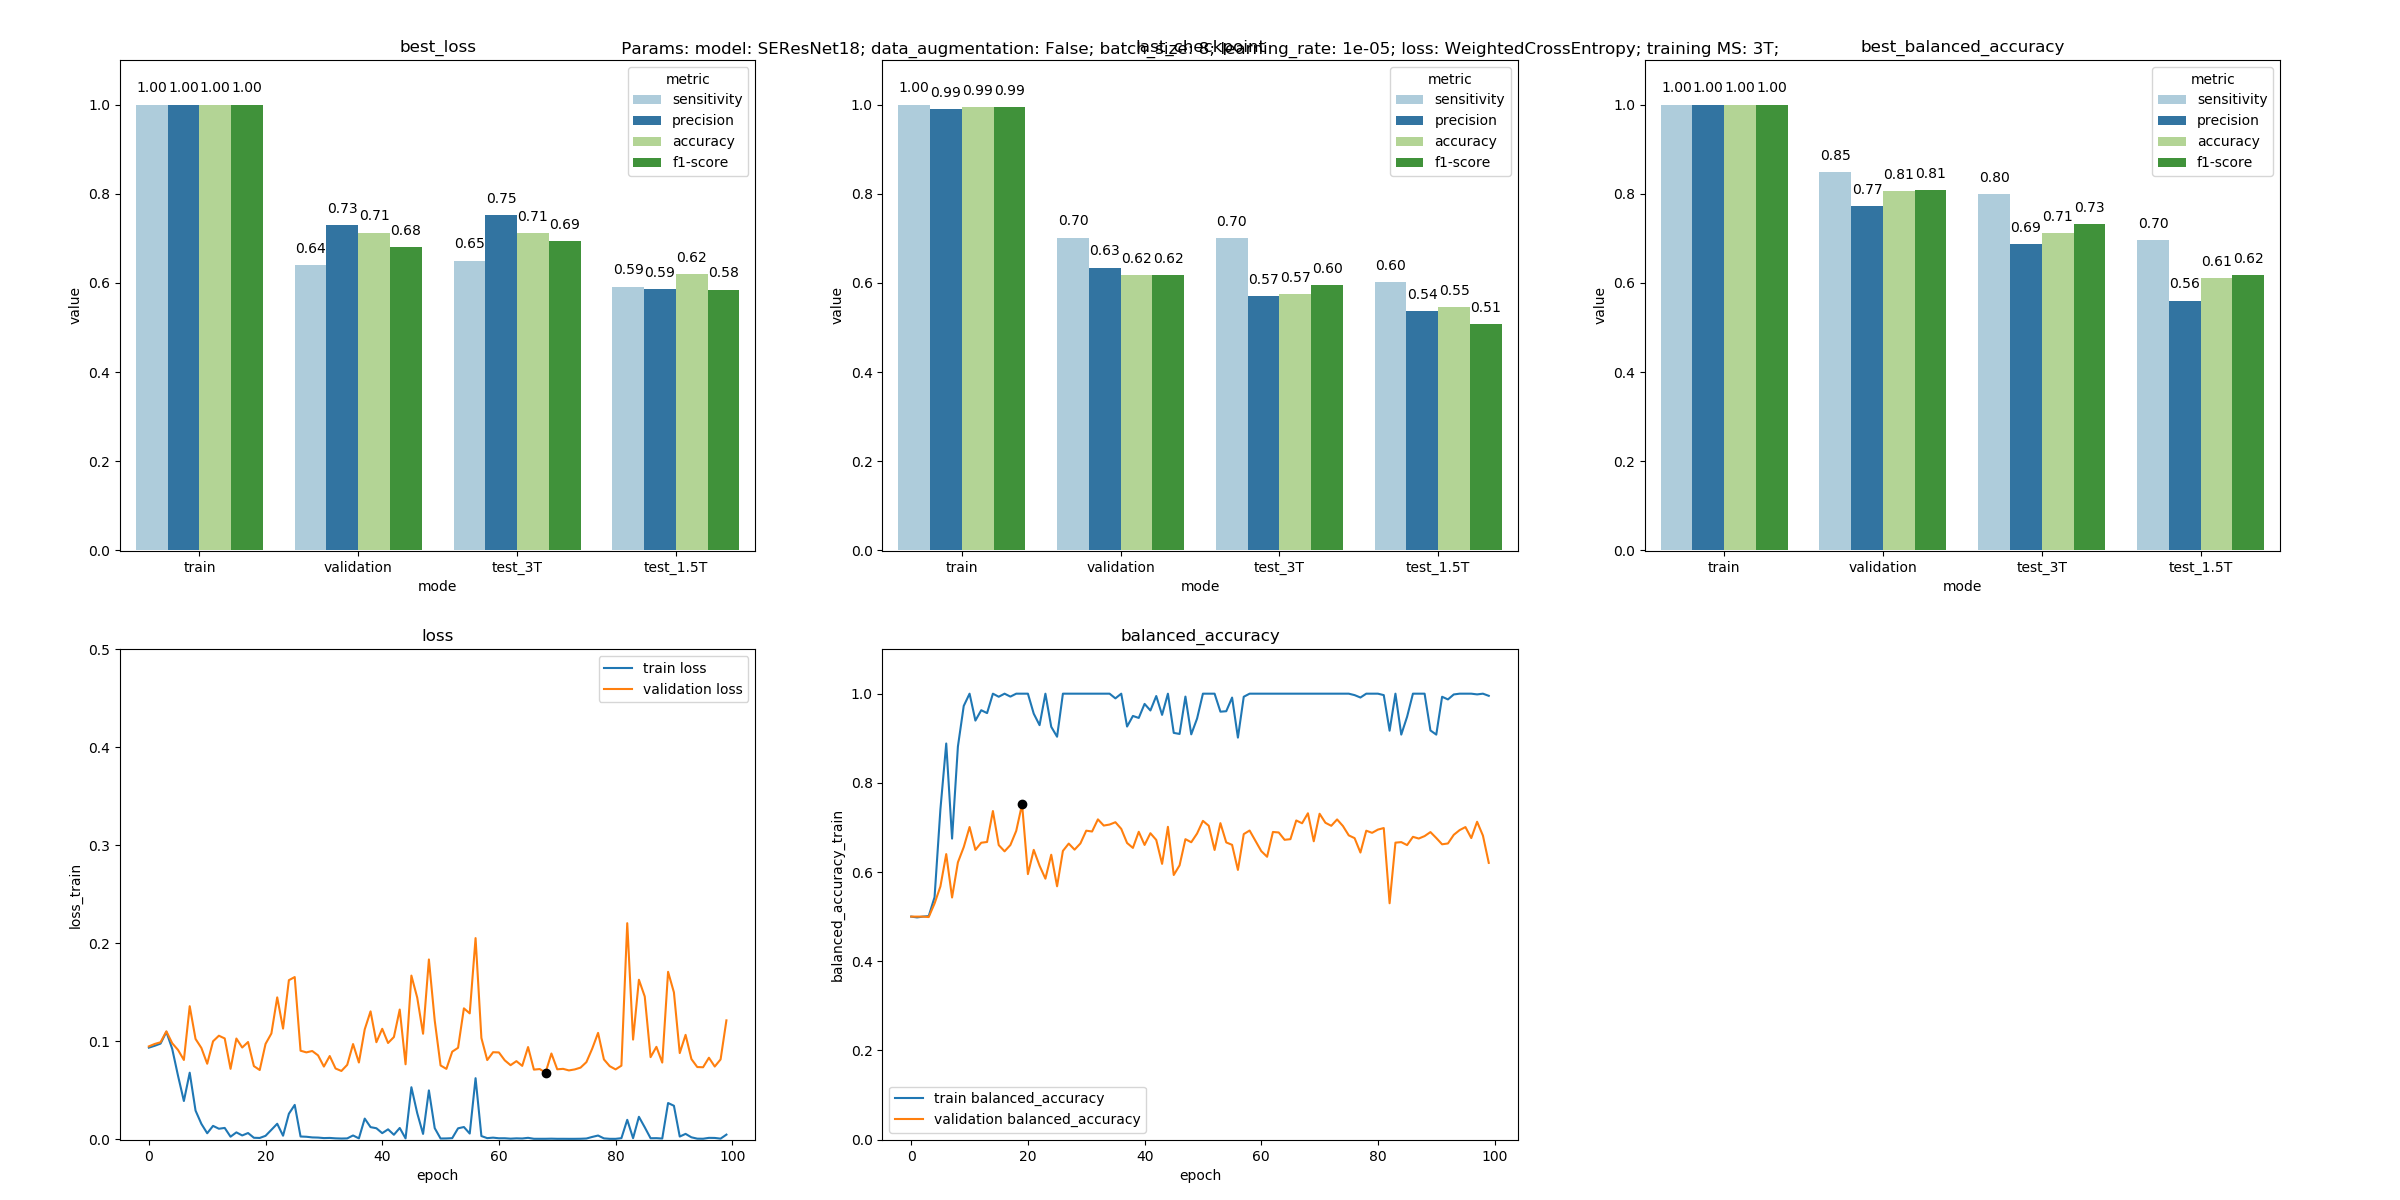 Params: model: SEResNet18; data_augmentation: False; batch_size: 8; learning_rate: 1e-05; loss: WeightedCrossEntropy; training MS: 3T;
best_loss
metric
sensitivity
precision
accuracy
f1-score
1.00 1.00 1.00 1.00
0.64 0.73 0.71 0.68
0.65 0.75 0.71 0.69
0.59 0.59 0.62 0.58
value
1.0
0.8
0.6
0.4
0.2
0.0
train validation test_3T test_1.5T
mode
last_checkpoint
metric
sensitivity
precision
accuracy
f1-score
1.00 0.99 0.99 0.99
0.70 0.63 0.62 0.62
0.70 0.57 0.57 0.60
0.60 0.54 0.55 0.51
value
1.0
0.8
0.6
0.4
0.2
0.0
train validation test_3T test_1.5T
mode
best_balanced_accuracy
metric
sensitivity
precision
accuracy
f1-score
1.00 1.00 1.00 1.00
0.85 0.77 0.81 0.81
0.80 0.69 0.71 0.73
0.70 0.56 0.61 0.62
value
1.0
0.8
0.6
0.4
0.2
0.0
train validation test_3T test_1.5T
mode
loss
train loss
validation loss
loss_train
0.5
0.4
0.3
0.2
0.1
0.0
0 20 40 60 80 100
epoch
balanced_accuracy
balanced_accuracy_train
1.0
0.8
0.6
0.4
0.2
0.0
train balanced_accuracy
validation balanced_accuracy
0 20 40 60 80 100
epoch